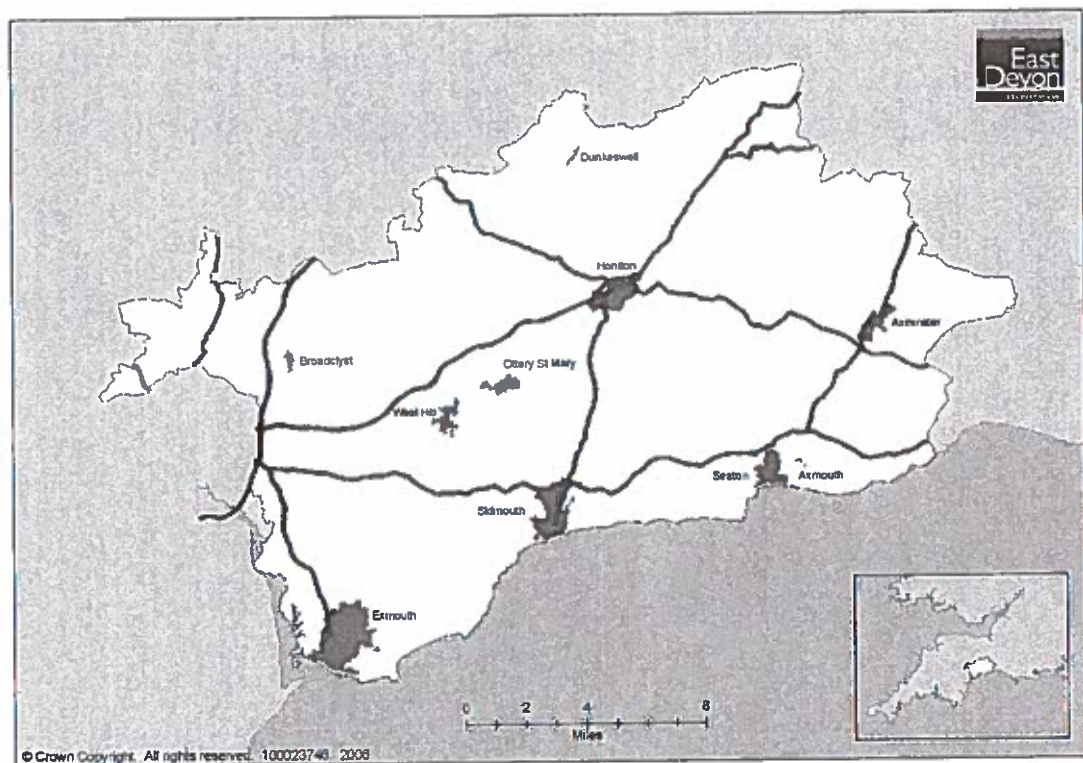 East
Devon
Dunkeswell
Honiton
Axminster
Broadclyst
Ottery St Mary
West Hill
Seaton
Axmouth
Sidmouth
Exmouth
0 2 4 8
Miles
© Crown Copyright. All rights reserved. 100023746 2006